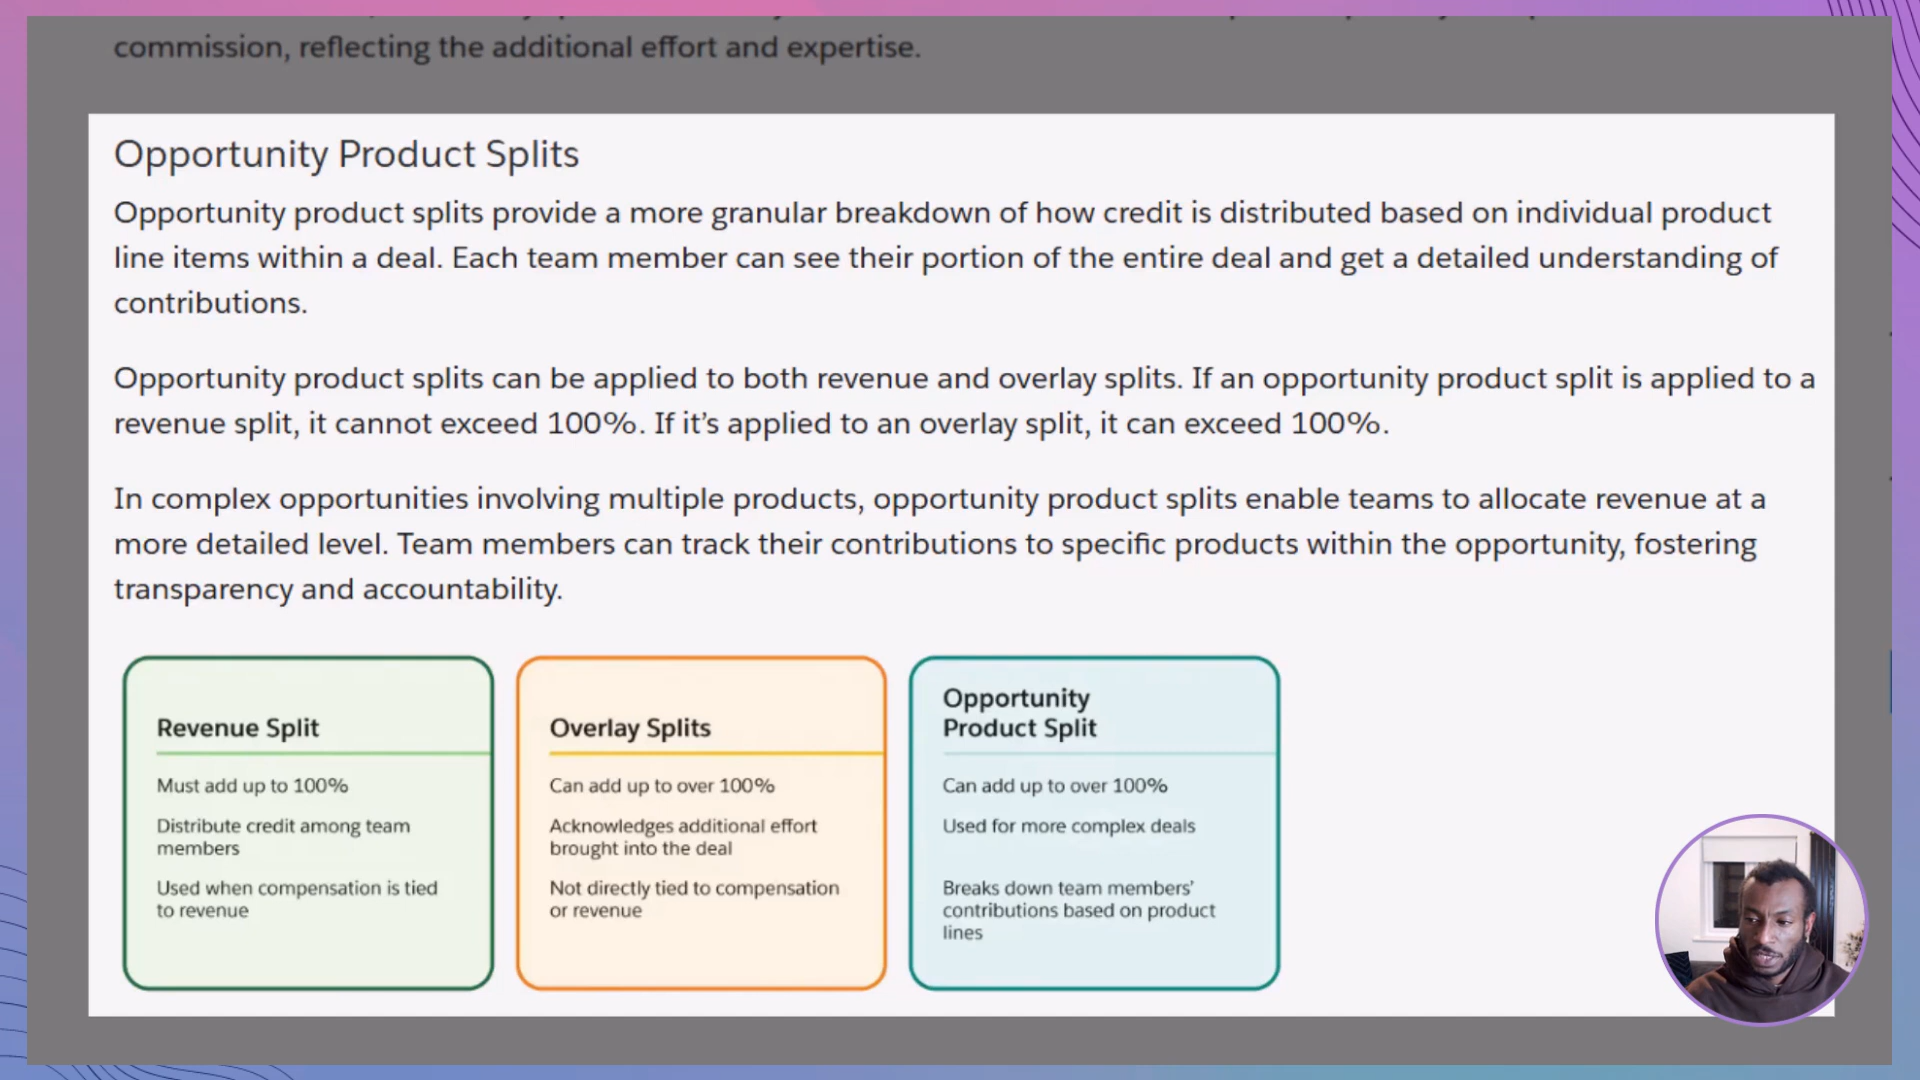 commission, reflecting the additional effort and expertise.
Opportunity Product Splits
Opportunity product splits provide a more granular breakdown of how credit is distributed based on individual product
line items within a deal. Each team member can see their portion of the entire deal and get a detailed understanding of
contributions.
Opportunity product splits can be applied to both revenue and overlay splits. If an opportunity product split is applied to a
revenue split, it cannot exceed 100%. If it’s applied to an overlay split, it can exceed 100%.
In complex opportunities involving multiple products, opportunity product splits enable teams to allocate revenue at a
more detailed level. Team members can track their contributions to specific products within the opportunity, fostering
transparency and accountability.
Revenue Split
Must add up to 100%
Distribute credit among team
members
Used when compensation is tied
to revenue
Overlay Splits
Can add up to over 100%
Acknowledges additional effort
brought into the deal
Not directly tied to compensation
or revenue
Opportunity
Product Split
Can add up to over 100%
Used for more complex deals
Breaks down team members’
contributions based on product
lines